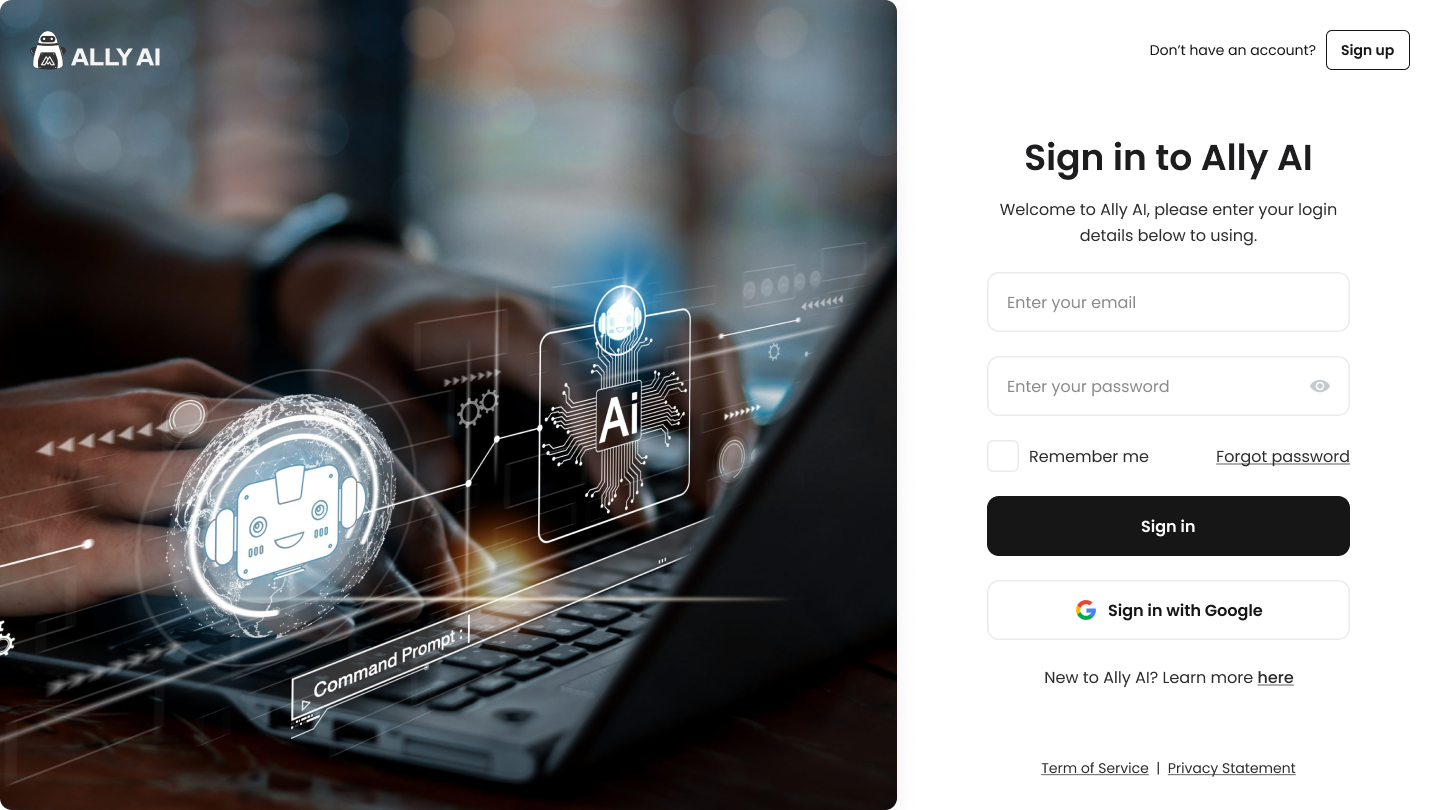 ALLY AI
Don’t have an account?
Sign up
Sign in to Ally AI
Welcome to Ally AI, please enter your login
details below to using.
Enter your email
Enter your password
Remember me
Forgot password
Sign in
Sign in with Google
New to Ally AI? Learn more here
Term of Service | Privacy Statement
Ai
Command Prompt :